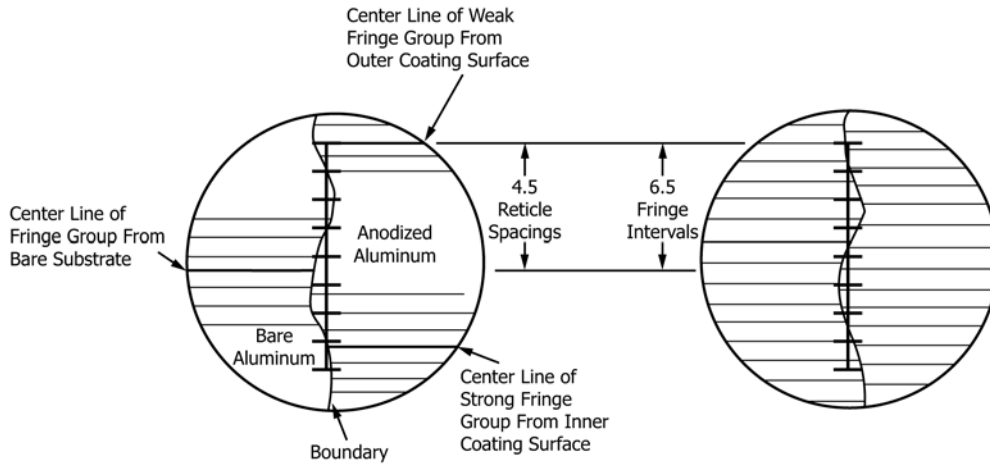 Center Line of Weak
Fringe Group From
Outer Coating Surface
4.5
Reticle
Spacings
6.5
Fringe
Intervals
Center Line of
Fringe Group From
Bare Substrate
Anodized
Aluminum
Bare
Aluminum
Center Line of
Strong Fringe
Group From Inner
Coating Surface
Boundary